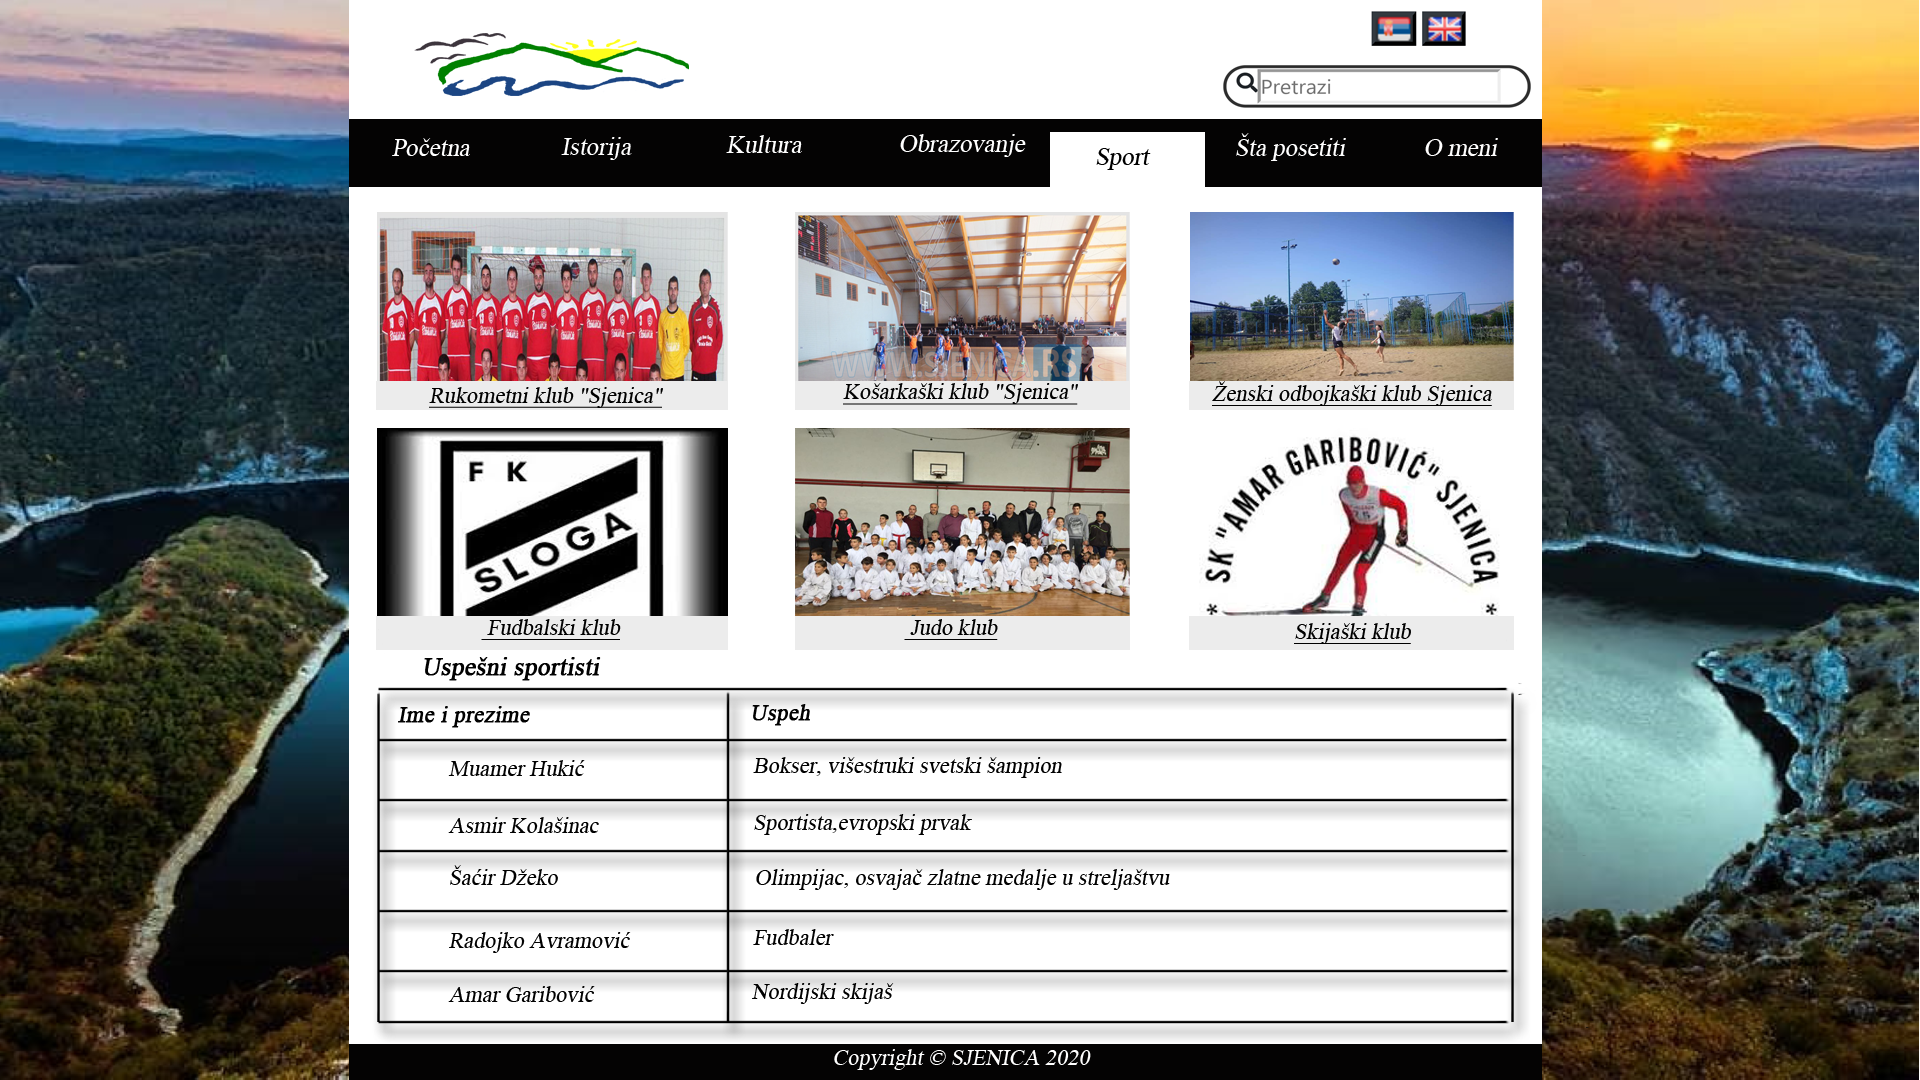 Pretrazi
Početna Istorija Kultura Obrazovanje Sport Šta posetiti O meni
WWW.SJENICA.RS
Rukometni klub "Sjenica"
Košarkaški klub "Sjenica"
Ženski odbojkaški klub Sjenica
F K
SLOGA
SK "AMAR GARIBOVIĆ" SJENICA
* *
Fudbalski klub
Judo klub
Skijaški klub
Uspešni sportisti
Ime i prezime Uspeh
Muamer Hukić Bokser, višestruki svetski šampion
Asmir Kolašinac Sportista,evropski prvak
Šaćir Džeko Olimpijac, osvajač zlatne medalje u streljaštvu
Radojko Avramović Fudbaler
Amar Garibović Nordijski skijaš
Copyright © SJENICA 2020